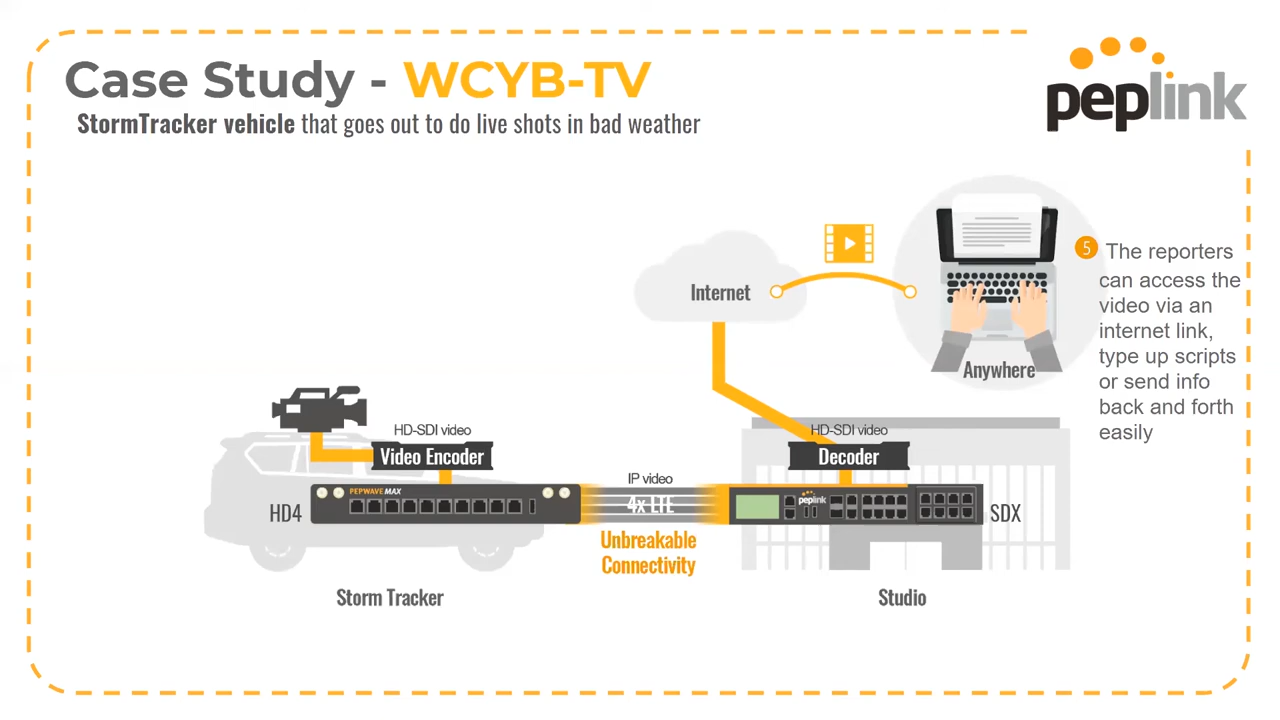 Case Study - WCYB-TV
StormTracker vehicle that goes out to do live shots in bad weather
peplink
5 The reporters
can access the
video via an
internet link,
type up scripts
or send info
back and forth
easily
Internet
Anywhere
HD-SDI video
Video Encoder
HD-SDI video
Decoder
PEPWAVE MAX
HD4
IP video
4x LTE
peplink
SDX
Unbreakable
Connectivity
Storm Tracker
Studio